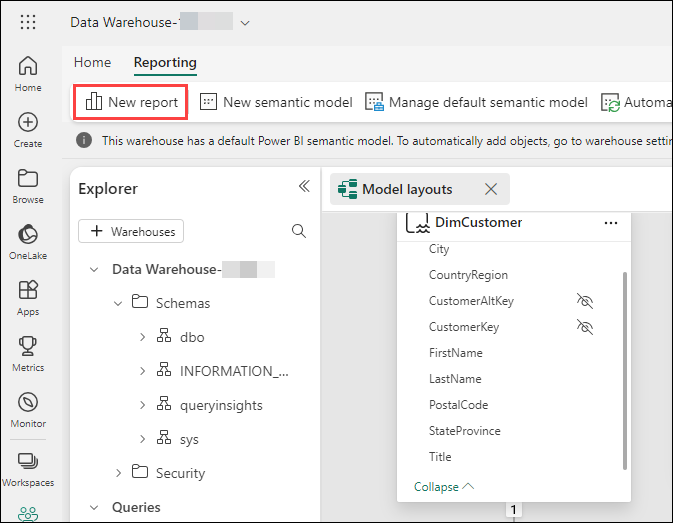 Data Warehouse-
Home
Reporting
New report
New semantic model
Manage default semantic model
Automa
This warehouse has a default Power BI semantic model. To automatically add objects, go to warehouse settin
Home
Create
Browse
OneLake
Apps
Metrics
Monitor
Workspaces
Explorer
+ Warehouses
Data Warehouse-
Schemas
dbo
INFORMATION_...
queryinsights
sys
Security
Queries
Model layouts
DimCustomer
City
CountryRegion
CustomerAltKey
CustomerKey
FirstName
LastName
PostalCode
StateProvince
Title
Collapse
1